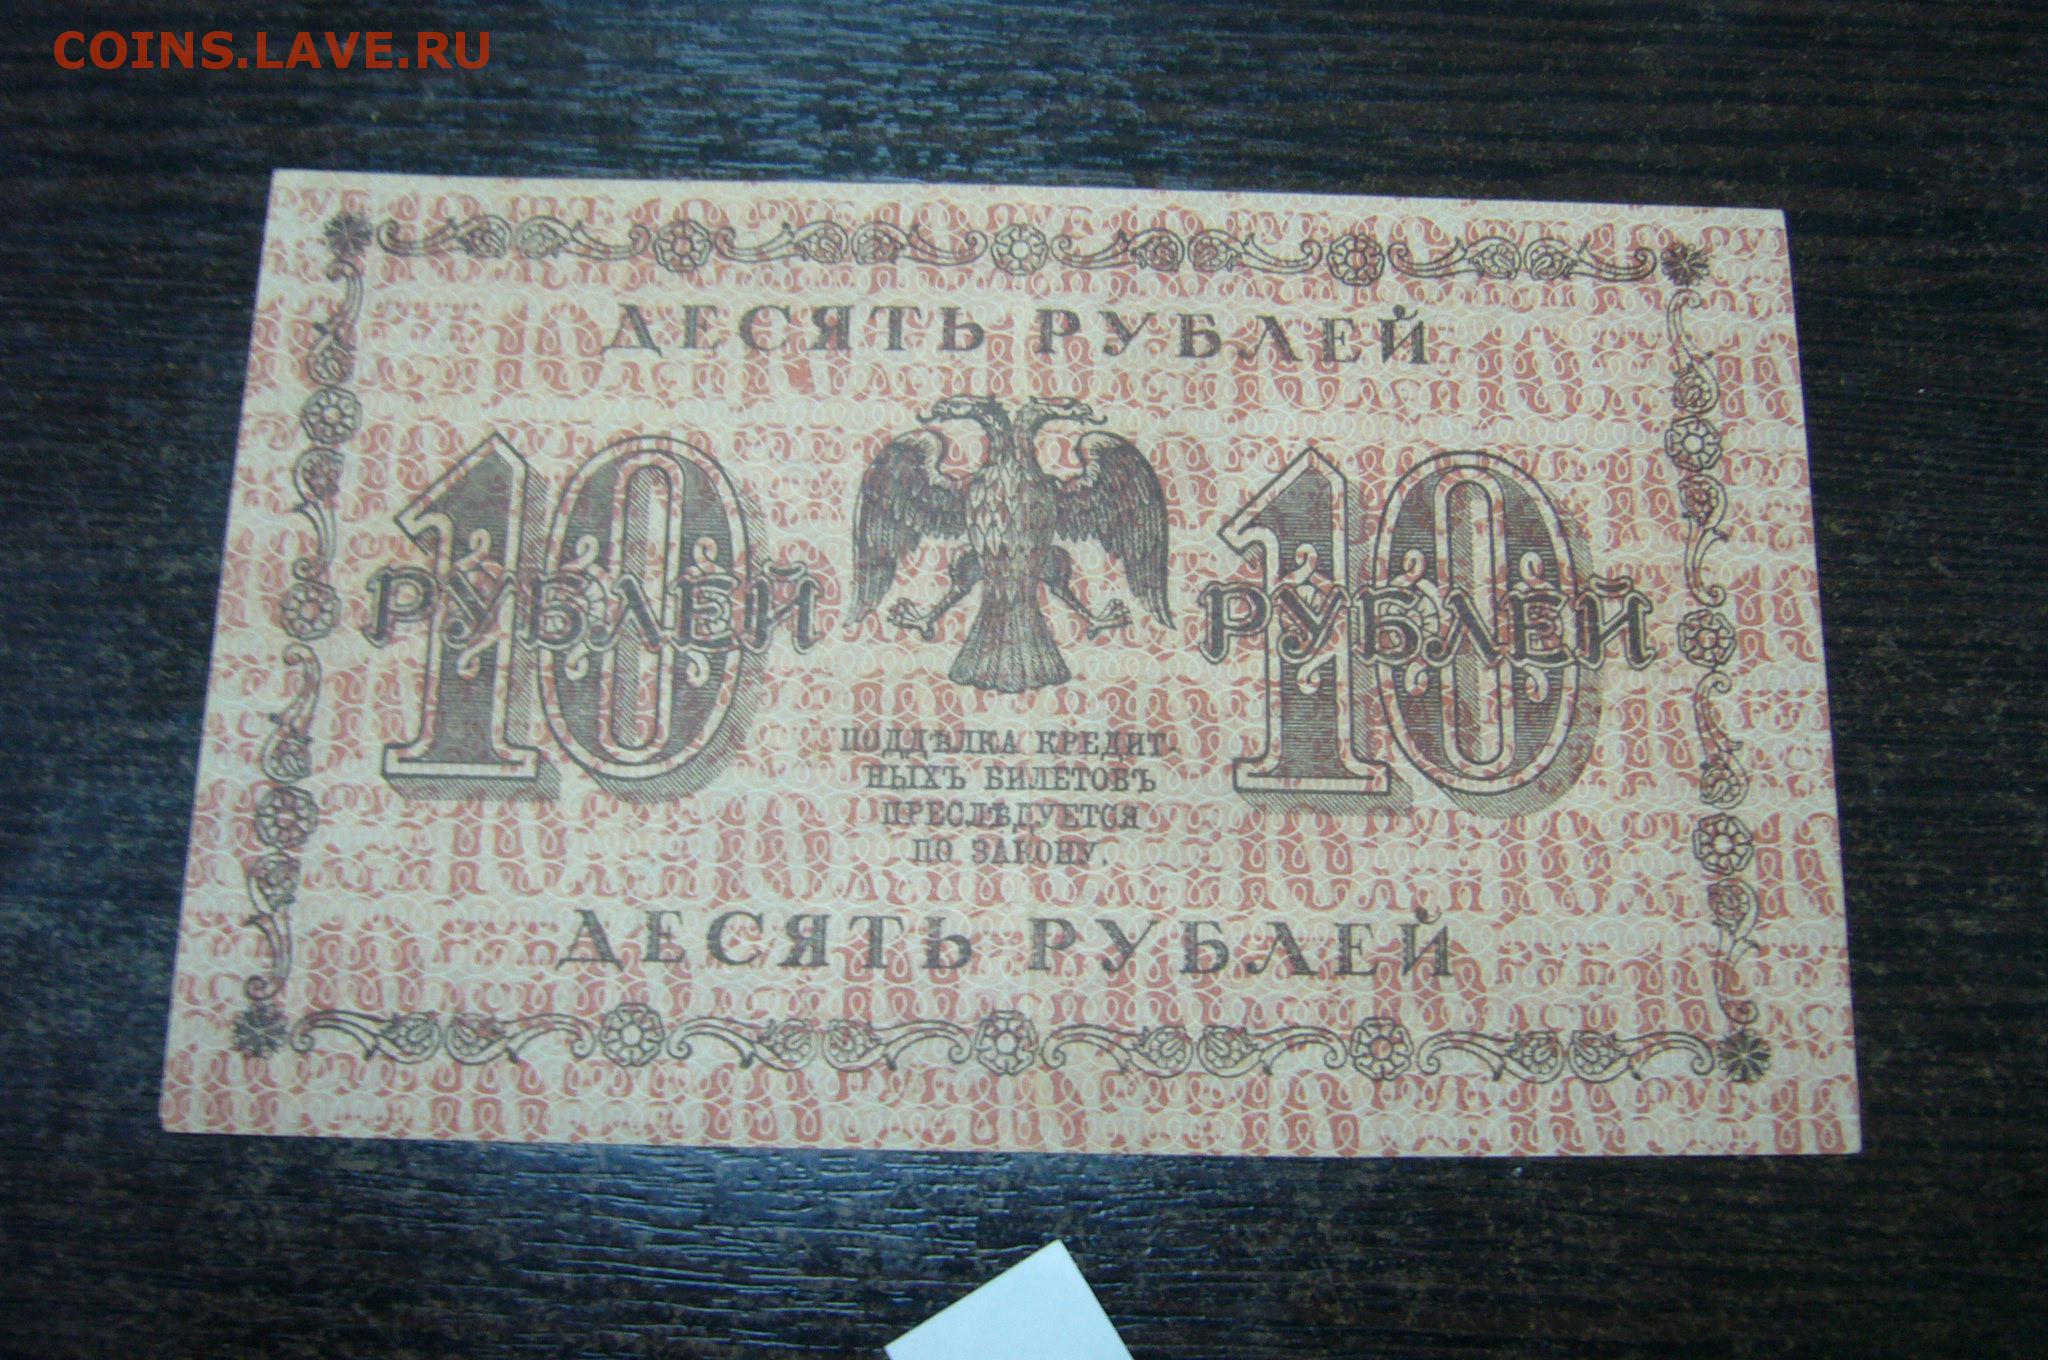 COINS.LAVE.RU
ДЕСЯТЬ РУБЛЕЙ
10 10
РУБЛЕЙ РУБЛЕЙ
ПОДДѢЛКА КРЕДИТ-
НЫХЪ БИЛЕТОВЪ
ПРЕСЛѢДУЕТСЯ
ПО ЗАКОНУ.
ДЕСЯТЬ РУБЛЕЙ